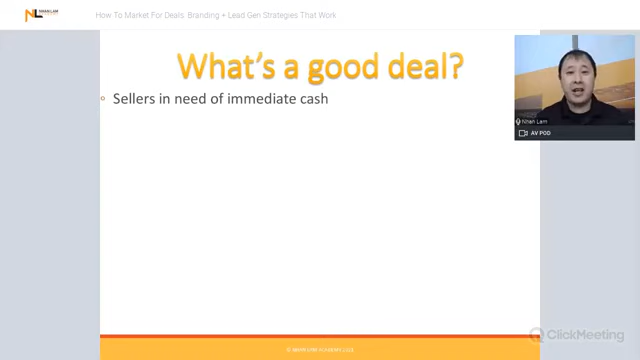 NL
How To Market For Deals: Branding + Lead Gen Strategies That Work
What's a good deal?
Sellers in need of immediate cash
Nhan Lam
AV POD
ClickMeeting